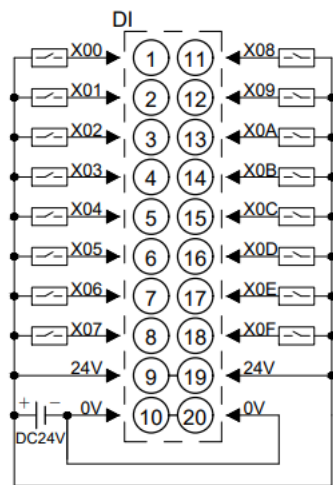 DI
X00 1 11 X08
X01 2 12 X09
X02 3 13 X0A
X03 4 14 X0B
X04 5 15 X0C
X05 6 16 X0D
X06 7 17 X0E
X07 8 18 X0F
24V 9 19 24V
+ − 0V 10 20 0V
DC24V